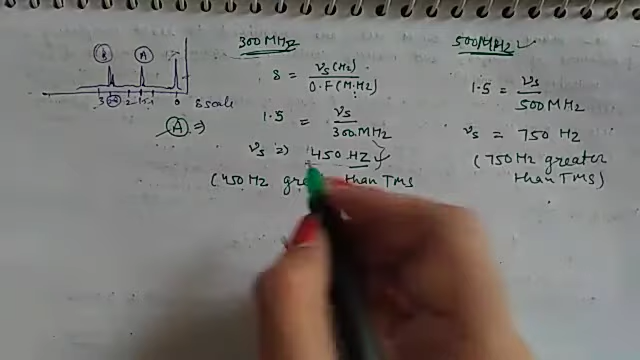 300 MHz
δ = νs (Hz) / O.F (M.Hz)
1.5 = νs / 300 MHz
νs ⇒ 450 Hz
(450 Hz than TMS
500 MHz
1.5 = νs / 500 MHz
νs = 750 Hz
(750 Hz greater
than TMS)
B A
3 2 1.5 1 0 δ scale
A ⇒